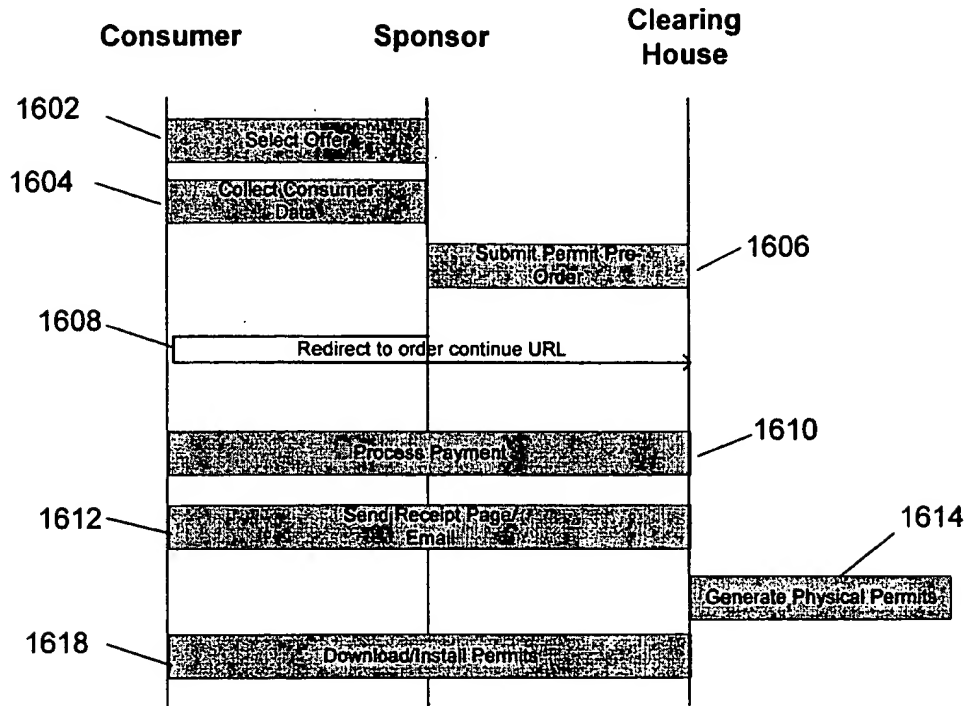 Consumer
Sponsor
Clearing
House
1602
Select Offer
1604
Collect Consumer
Data
Submit Permit Pre-
Order
1606
1608
Redirect to order continue URL
Process Payment
1610
1612
Send Receipt Page/
Email
1614
Generate Physical Permits
1618
Download/Install Permits